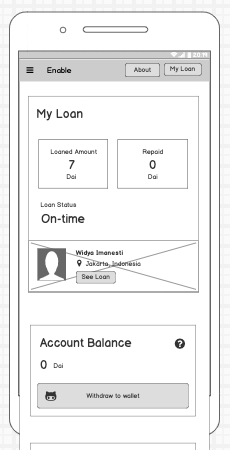 Enable
About
My Loan
My Loan
Loaned Amount
7
Dai
Repaid
0
Dai
Loan Status
On-time
Widya Imanesti
Jakarta, Indonesia
See Loan
Account Balance
?
0 Dai
Withdraw to wallet